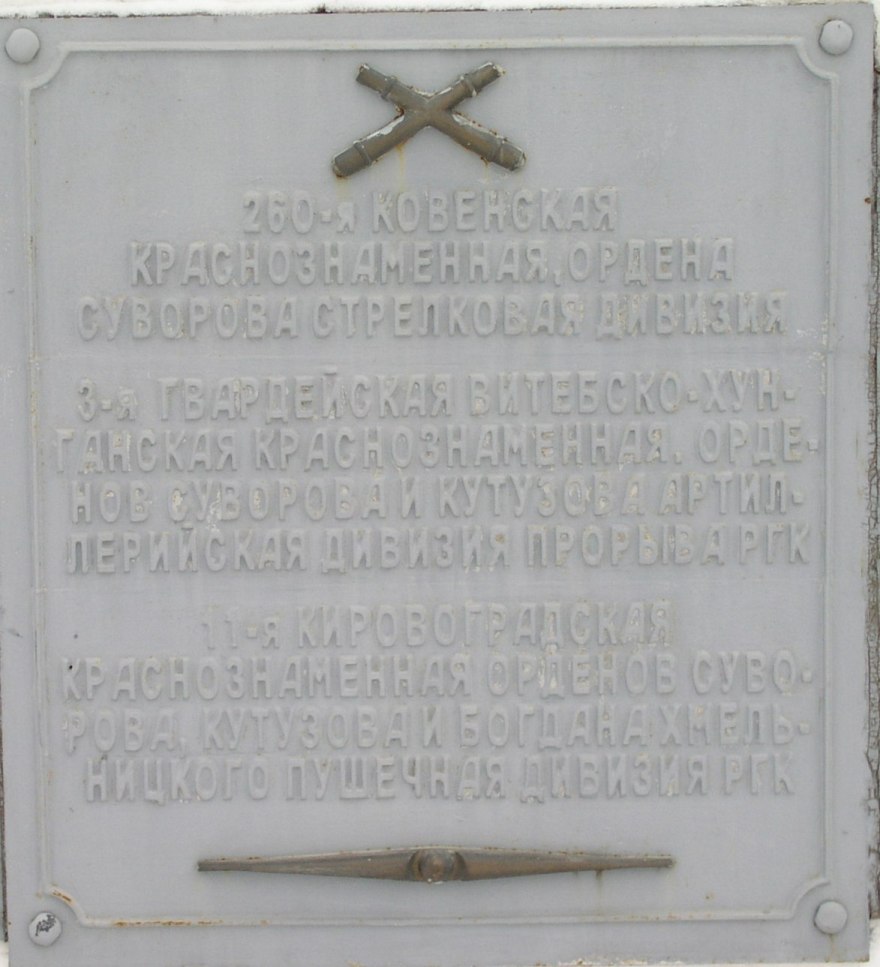 260-я КОВЕНСКАЯ
КРАСНОЗНАМЕННАЯ, ОРДЕНА
СУВОРОВА СТРЕЛКОВАЯ ДИВИЗИЯ
3-я ГВАРДЕЙСКАЯ ВИТЕБСКО-ХИН-
ГАНСКАЯ КРАСНОЗНАМЕННАЯ, ОРДЕ-
НОВ СУВОРОВА И КУТУЗОВА АРТИЛ-
ЛЕРИЙСКАЯ ДИВИЗИЯ ПРОРЫВА РГК
11-я КИРОВОГРАДСКАЯ
КРАСНОЗНАМЕННАЯ ОРДЕНОВ СУВО-
РОВА, КУТУЗОВА И БОГДАНА ХМЕЛЬ-
НИЦКОГО ПУШЕЧНАЯ ДИВИЗИЯ РГК